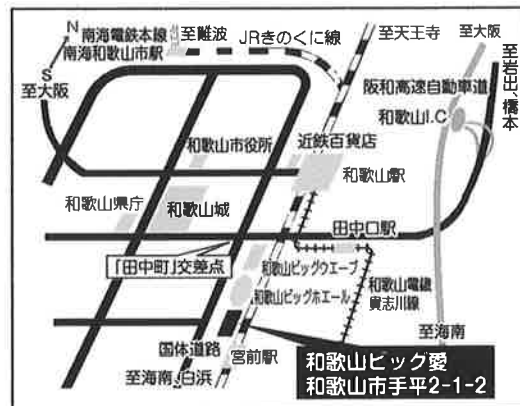 N
S
至大阪
南海電鉄本線
南海和歌山市駅
至難波
JRきのくに線
至天王寺
至大阪
至岩出、橋本
阪和高速自動車道
和歌山I.C
和歌山市役所
近鉄百貨店
和歌山駅
和歌山県庁
和歌山城
田中口駅
「田中町」交差点
和歌山ビッグウエーブ
和歌山ビッグホエール
和歌山電鐵
貴志川線
国体道路
宮前駅
至海南、白浜
至海南
和歌山ビッグ愛
和歌山市手平2-1-2